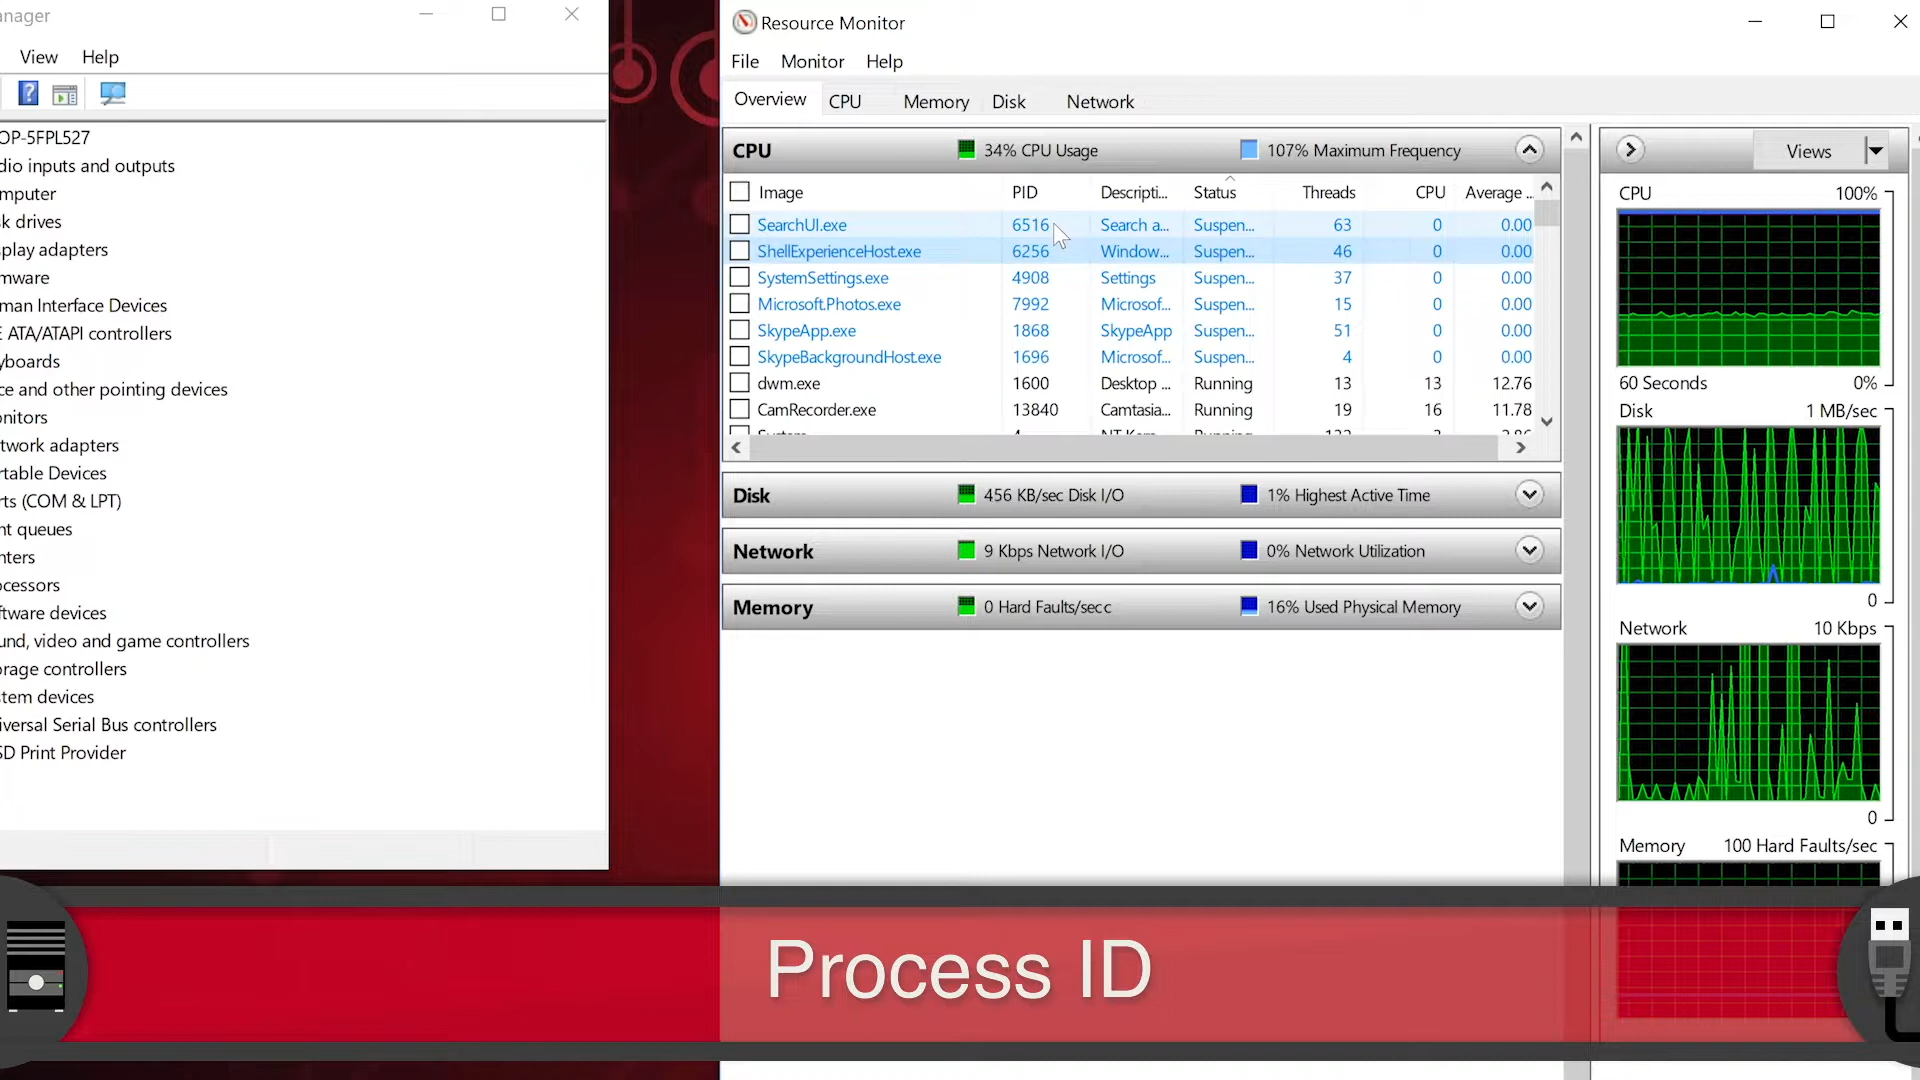 anager
View Help
OP-5FPL527
dio inputs and outputs
mputer
k drives
splay adapters
mware
man Interface Devices
E ATA/ATAPI controllers
yboards
ce and other pointing devices
onitors
twork adapters
rtable Devices
rts (COM & LPT)
nt queues
nters
ocessors
ftware devices
und, video and game controllers
orage controllers
stem devices
iversal Serial Bus controllers
SD Print Provider
Resource Monitor
File Monitor Help
Overview CPU Memory Disk Network
CPU 34% CPU Usage 107% Maximum Frequency
Image PID Descripti... Status Threads CPU Average ...
SearchUI.exe 6516 Search a... Suspen... 63 0 0.00
ShellExperienceHost.exe 6256 Window... Suspen... 46 0 0.00
SystemSettings.exe 4908 Settings Suspen... 37 0 0.00
Microsoft.Photos.exe 7992 Microsof... Suspen... 15 0 0.00
SkypeApp.exe 1868 SkypeApp Suspen... 51 0 0.00
SkypeBackgroundHost.exe 1696 Microsof... Suspen... 4 0 0.00
dwm.exe 1600 Desktop ... Running 13 13 12.76
CamRecorder.exe 13840 Camtasia... Running 19 16 11.78
Disk 456 KB/sec Disk I/O 1% Highest Active Time
Network 9 Kbps Network I/O 0% Network Utilization
Memory 0 Hard Faults/secc 16% Used Physical Memory
Views
CPU 100%
60 Seconds 0%
Disk 1 MB/sec
0
Network 10 Kbps
0
Memory 100 Hard Faults/sec
Process ID